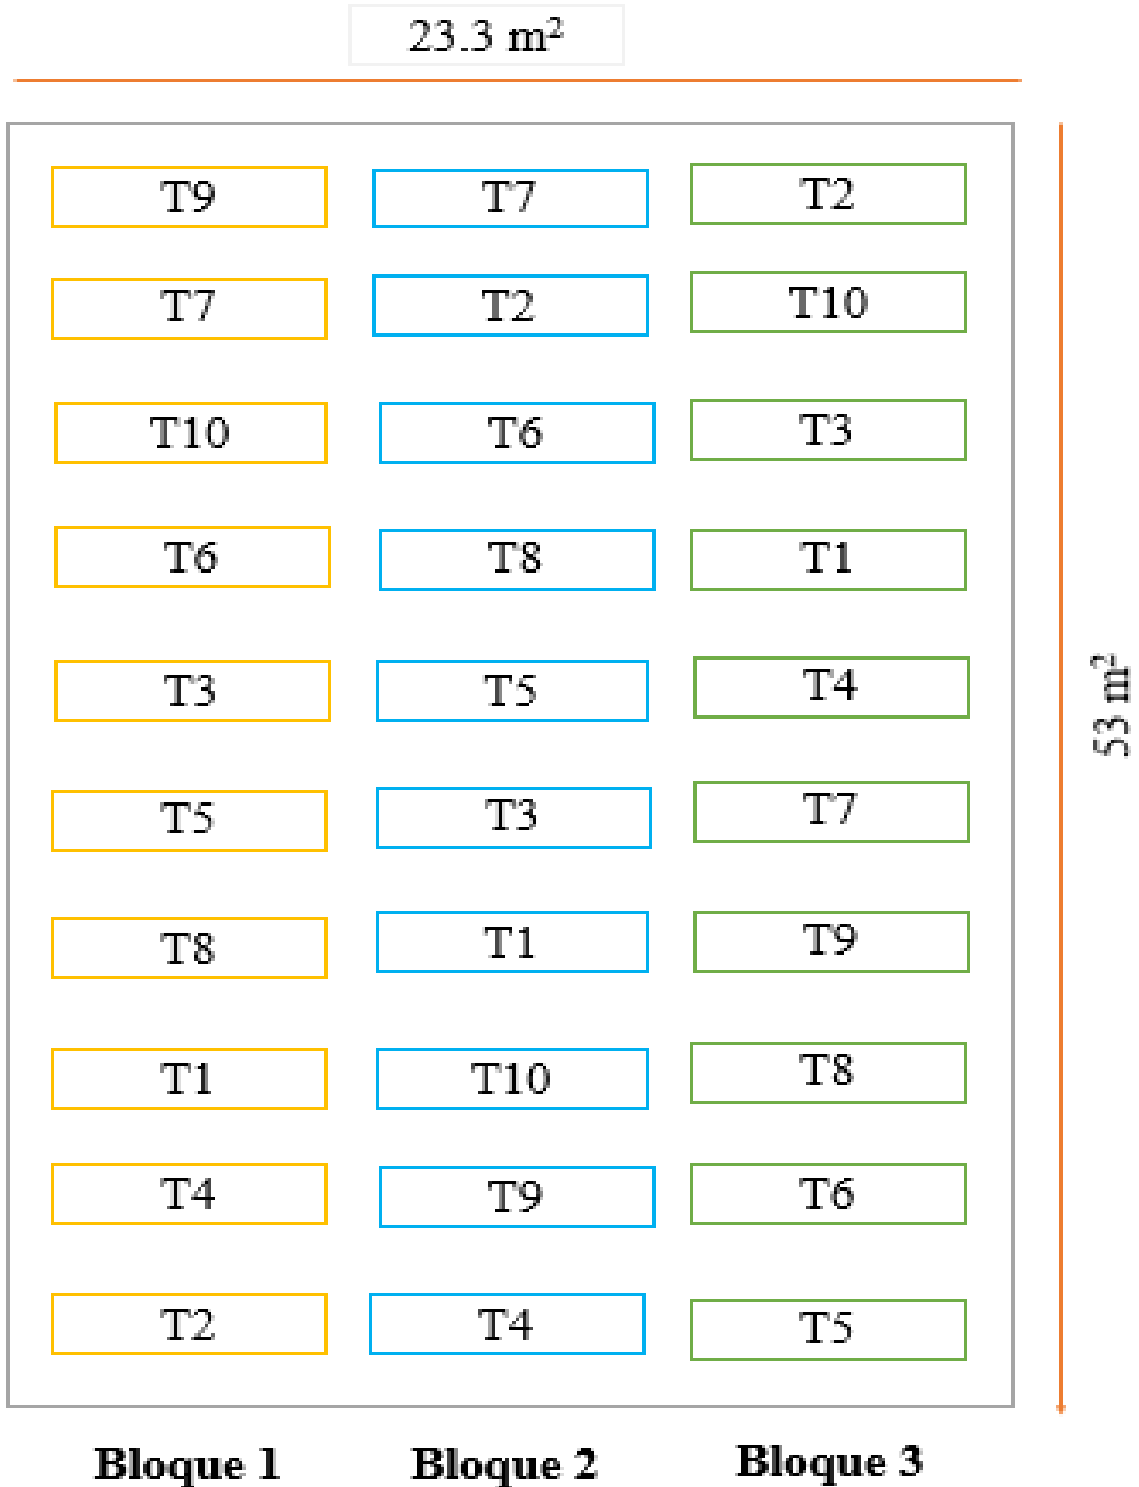 23.3 m²
T9 T7 T2
T7 T2 T10
T10 T6 T3
T6 T8 T1
T3 T5 T4
T5 T3 T7
T8 T1 T9
T1 T10 T8
T4 T9 T6
T2 T4 T5
53 m²
Bloque 1 Bloque 2 Bloque 3